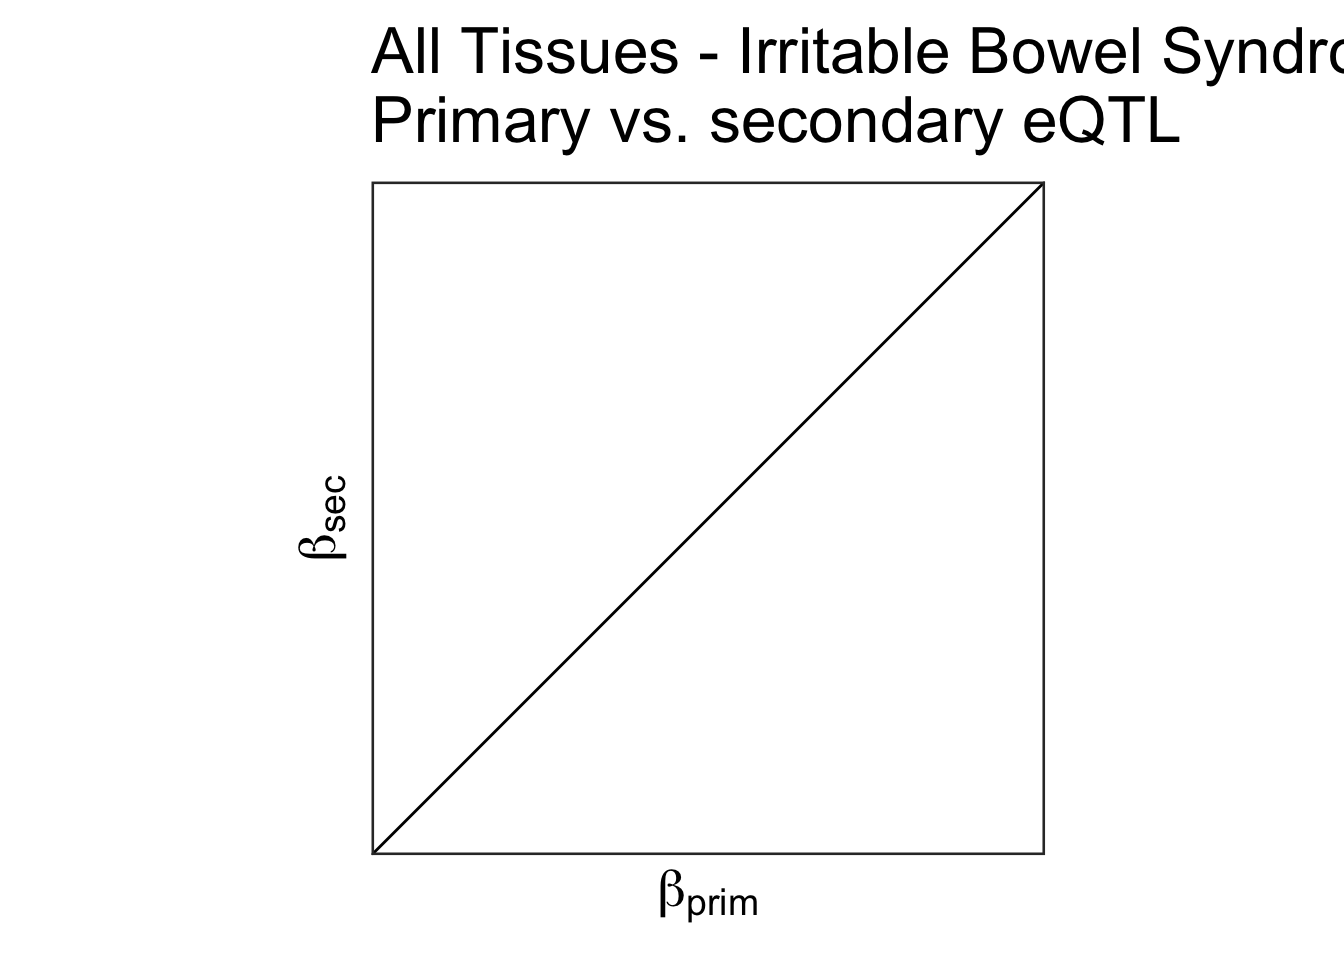 All Tissues - Irritable Bowel Syndro
Primary vs. secondary eQTL
βsec
βprim